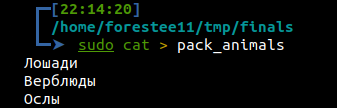 [22:14:20]
/home/forestee11/tmp/finals
sudo cat > pack_animals
Лошади
Верблюды
Ослы